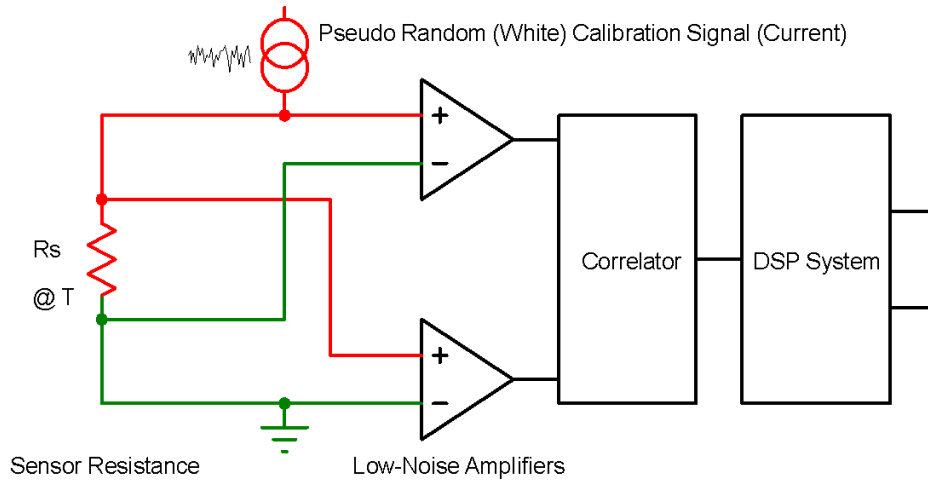 Pseudo Random (White) Calibration Signal (Current)
+
−
Rs
@ T
Correlator
DSP System
+
−
Sensor Resistance
Low-Noise Amplifiers